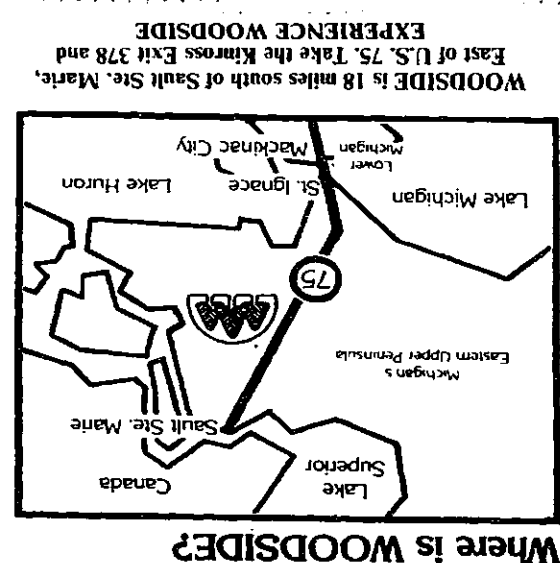 Where is WOODSIDE?
Lake
Superior
Canada
Sault Ste. Marie
Michigan's
Eastern Upper Peninsula
75
Lake Michigan
St. Ignace
Lake Huron
Lower
Michigan
Mackinac City
WOODSIDE is 18 miles south of Sault Ste. Marie,
East of U.S. 75. Take the Kinross Exit 378 and
EXPERIENCE WOODSIDE